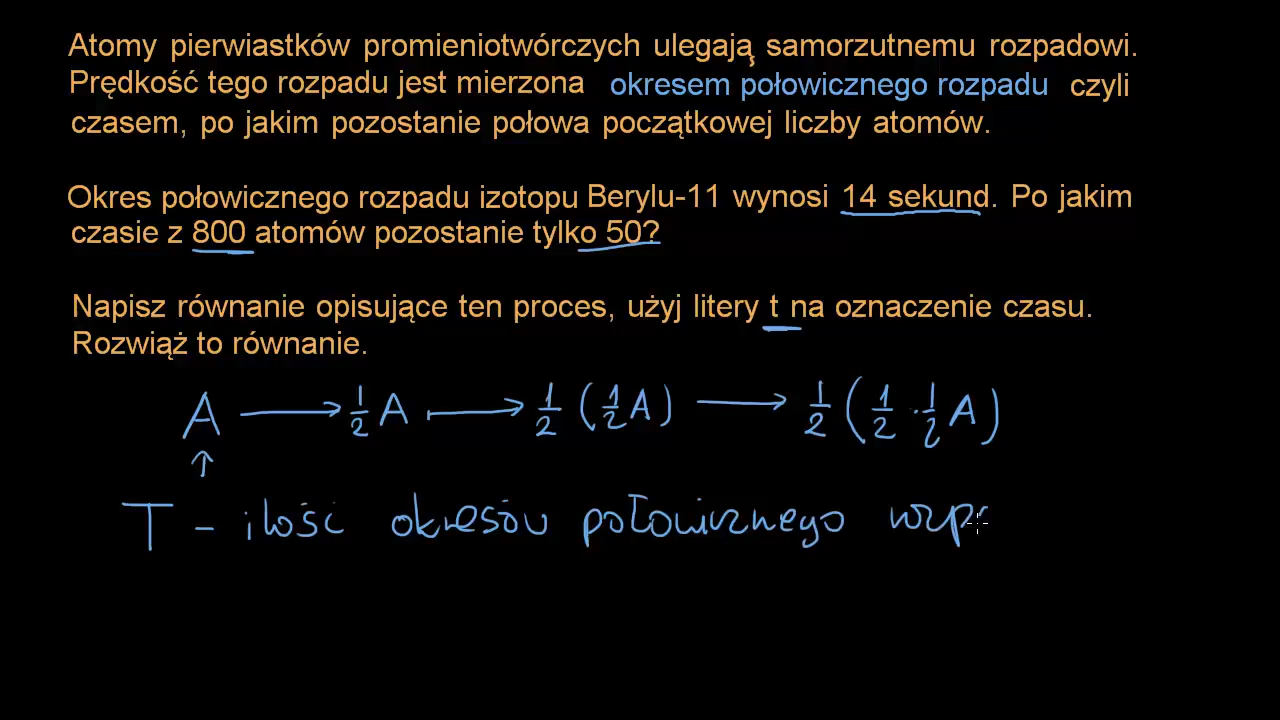 Atomy pierwiastków promieniotwórczych ulegają samorzutnemu rozpadowi.
Prędkość tego rozpadu jest mierzona okresem połowicznego rozpadu czyli
czasem, po jakim pozostanie połowa początkowej liczby atomów.
Okres połowicznego rozpadu izotopu Berylu-11 wynosi 14 sekund. Po jakim
czasie z 800 atomów pozostanie tylko 50?
Napisz równanie opisujące ten proces, użyj litery t na oznaczenie czasu.
Rozwiąż to równanie.
A → 1/2 A → 1/2 (1/2 A) → 1/2 (1/2 · 1/2 A)
↑
T - ilość okresów połowicznego rozp